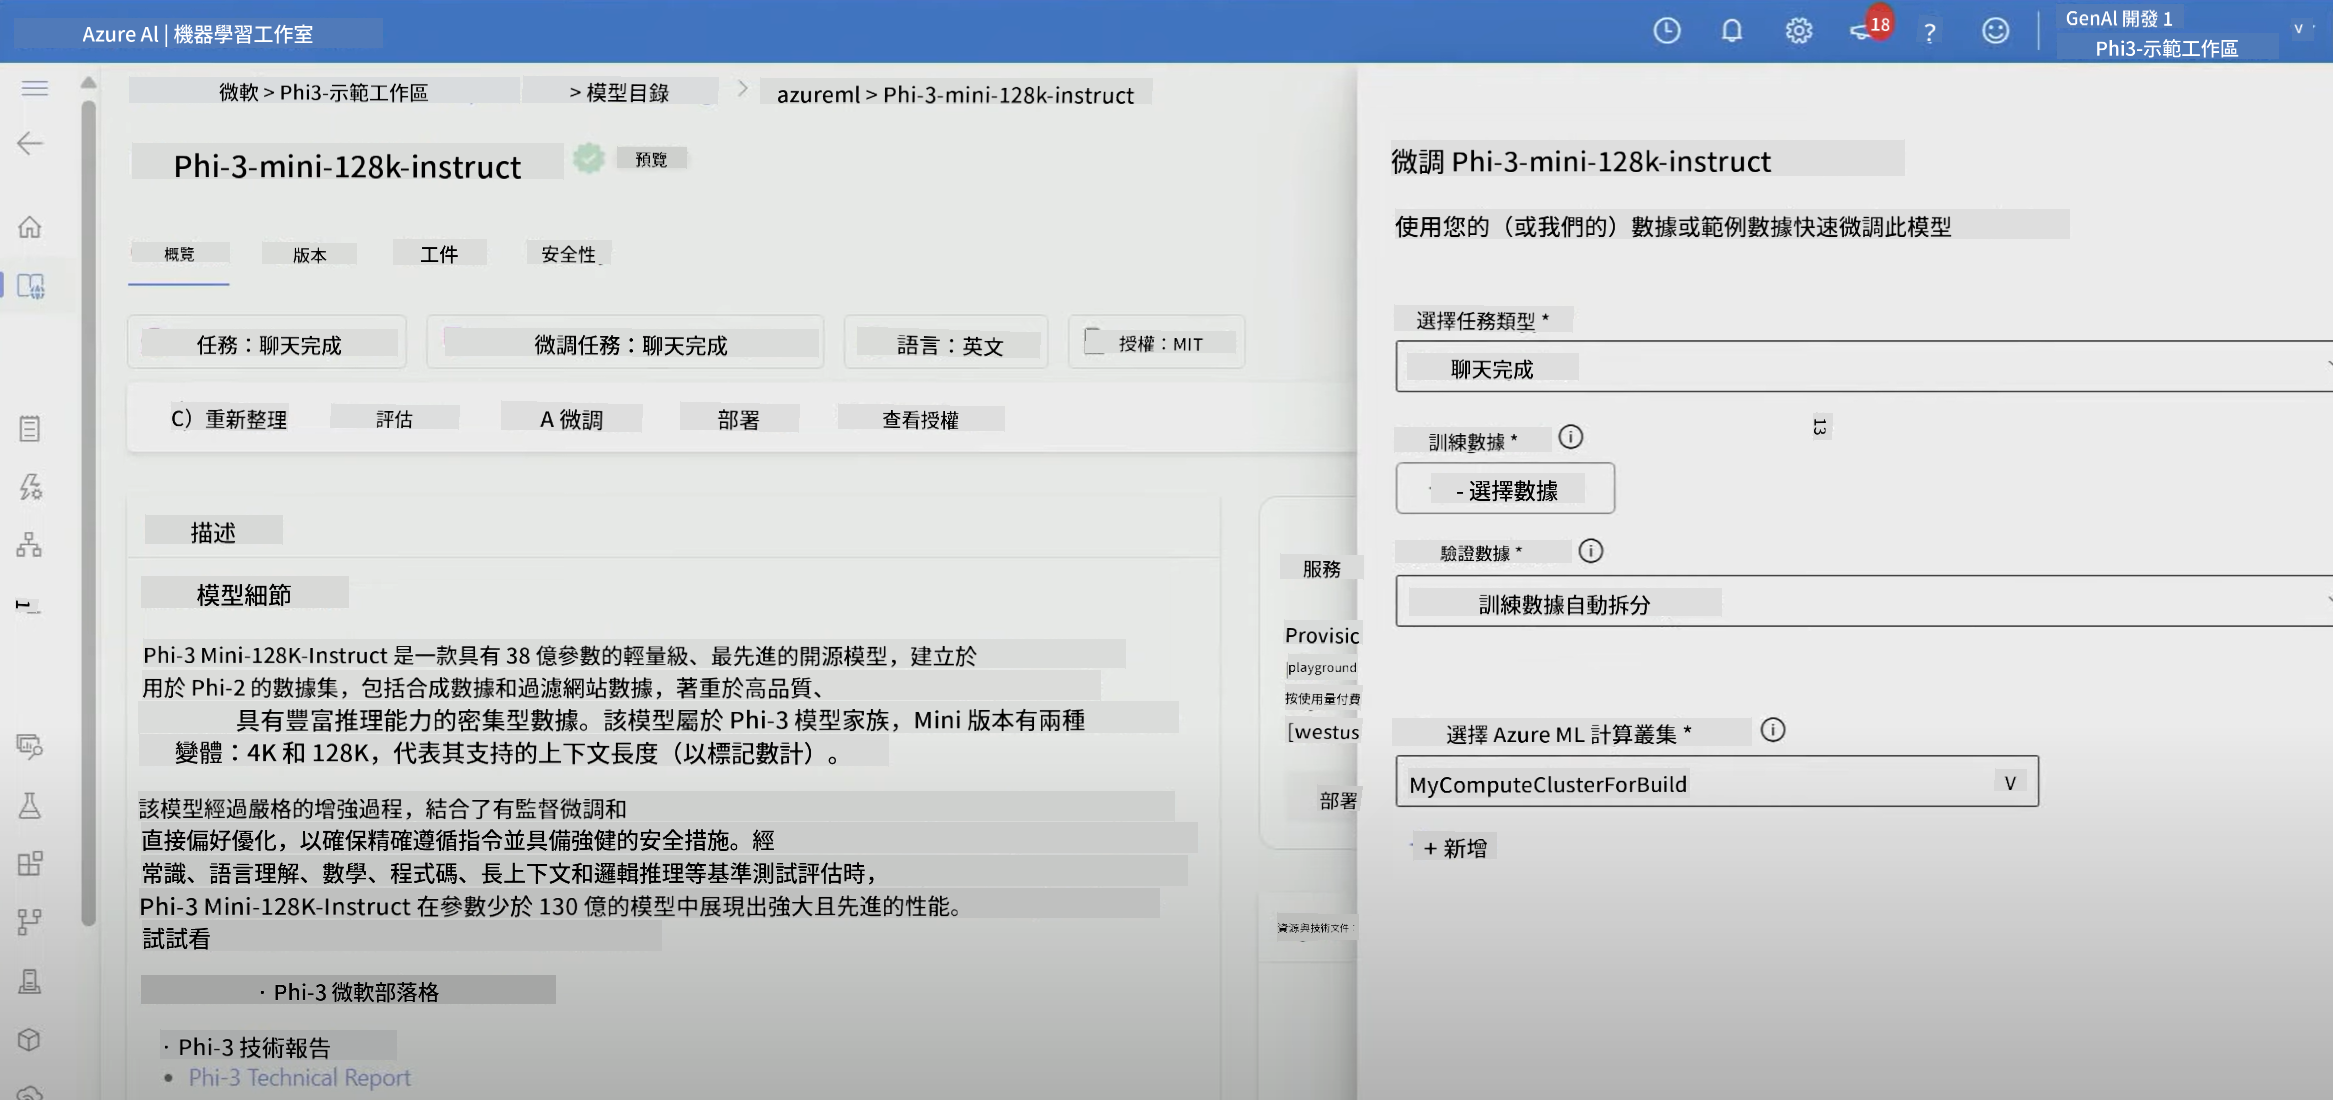 Azure AI | 機器學習工作室
18
?
GenAI 開發 1
Phi3-示範工作區
微軟 > Phi3-示範工作區 > 模型目錄 > azureml > Phi-3-mini-128k-instruct
Phi-3-mini-128k-instruct
預覽
概覽
版本
工件
安全性
任務：聊天完成
微調任務：聊天完成
語言：英文
授權：MIT
C）重新整理
評估
A 微調
部署
查看授權
描述
模型細節
Phi-3 Mini-128K-Instruct 是一款具有 38 億參數的輕量級、最先進的開源模型，建立於
用於 Phi-2 的數據集，包括合成數據和過濾網站數據，著重於高品質、
具有豐富推理能力的密集型數據。該模型屬於 Phi-3 模型家族，Mini 版本有兩種
變體：4K 和 128K，代表其支持的上下文長度（以標記數計）。
該模型經過嚴格的增強過程，結合了有監督微調和
直接偏好優化，以確保精確遵循指令並具備強健的安全措施。經
常識、語言理解、數學、程式碼、長上下文和邏輯推理等基準測試評估時，
Phi-3 Mini-128K-Instruct 在參數少於 130 億的模型中展現出強大且先進的性能。
試試看
· Phi-3 微軟部落格
· Phi-3 技術報告
• Phi-3 Technical Report
服務
Provisic
|playground
按使用量付費
[westus
部署
資源與技術文件：
微調 Phi-3-mini-128k-instruct
使用您的（或我們的）數據或範例數據快速微調此模型
選擇任務類型 *
聊天完成
13
訓練數據 *
- 選擇數據
驗證數據 *
訓練數據自動拆分
選擇 Azure ML 計算叢集 *
MyComputeClusterForBuild
V
+ 新增